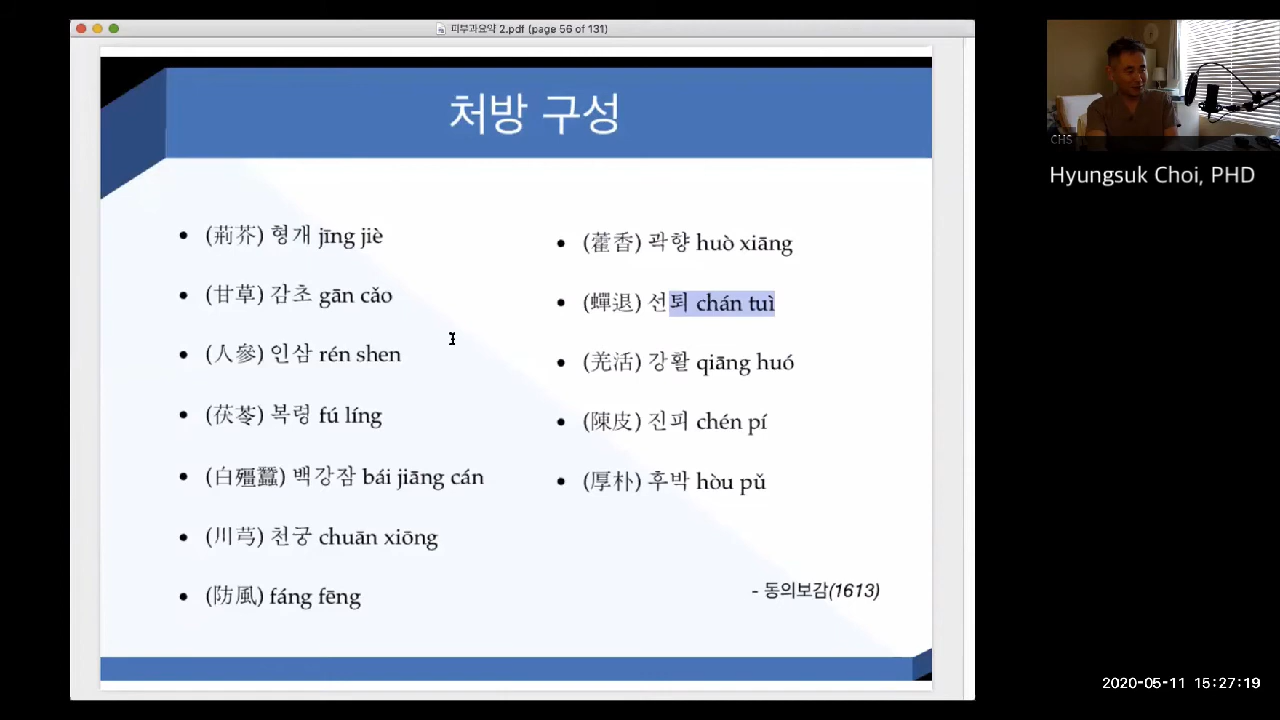 피부과요약 2.pdf (page 56 of 131)
처방 구성
• (荊芥) 형개 jīng jiè
• (甘草) 감초 gān cǎo
• (人參) 인삼 rén shen
• (茯苓) 복령 fú líng
• (白殭蠶) 백강잠 bái jiāng cán
• (川芎) 천궁 chuān xiōng
• (防風) fáng fēng
• (藿香) 곽향 huò xiāng
• (蟬退) 선퇴 chán tuì
• (羌活) 강활 qiāng huó
• (陳皮) 진피 chén pí
• (厚朴) 후박 hòu pǔ
- 동의보감(1613)
CHS
Hyungsuk Choi, PHD
2020-05-11 15:27:19